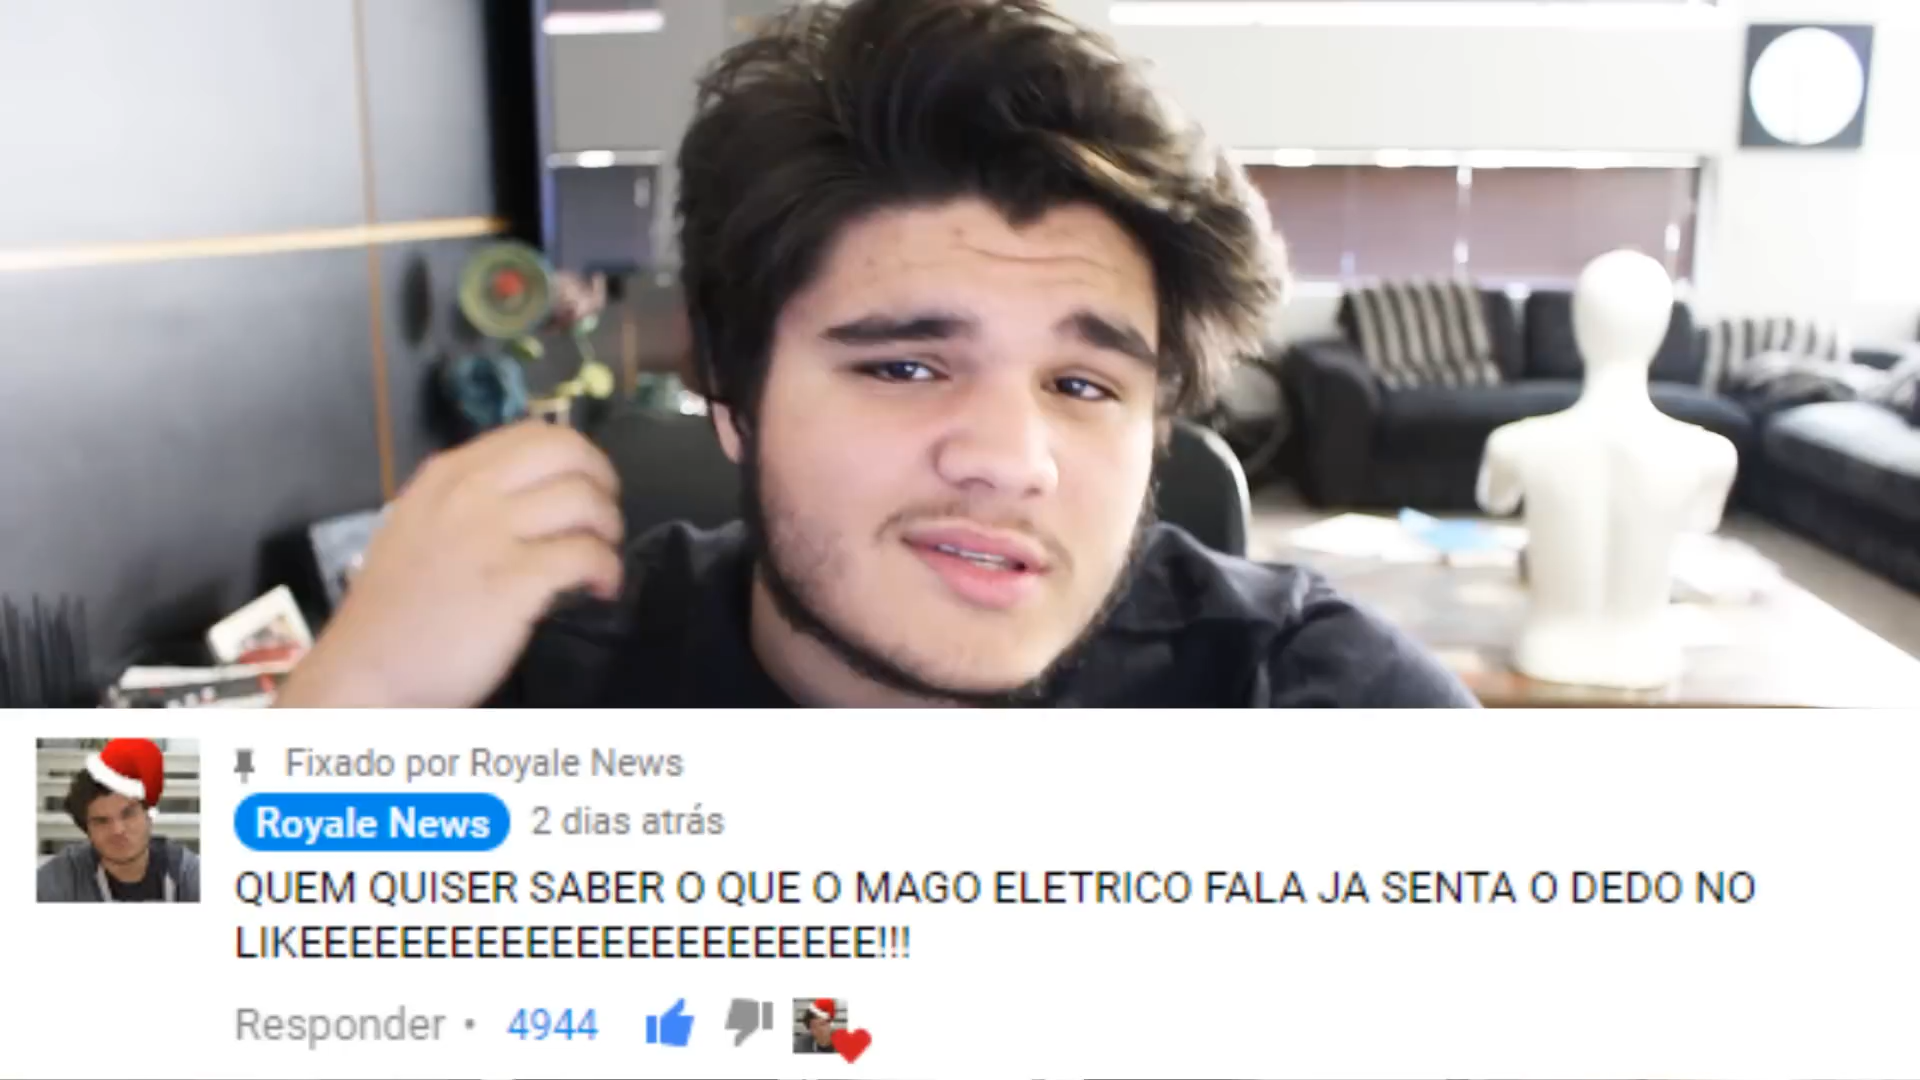 Fixado por Royale News
Royale News 2 dias atrás
QUEM QUISER SABER O QUE O MAGO ELETRICO FALA JA SENTA O DEDO NO
LIKEEEEEEEEEEEEEEEEEEEEEEE!!!
Responder • 4944